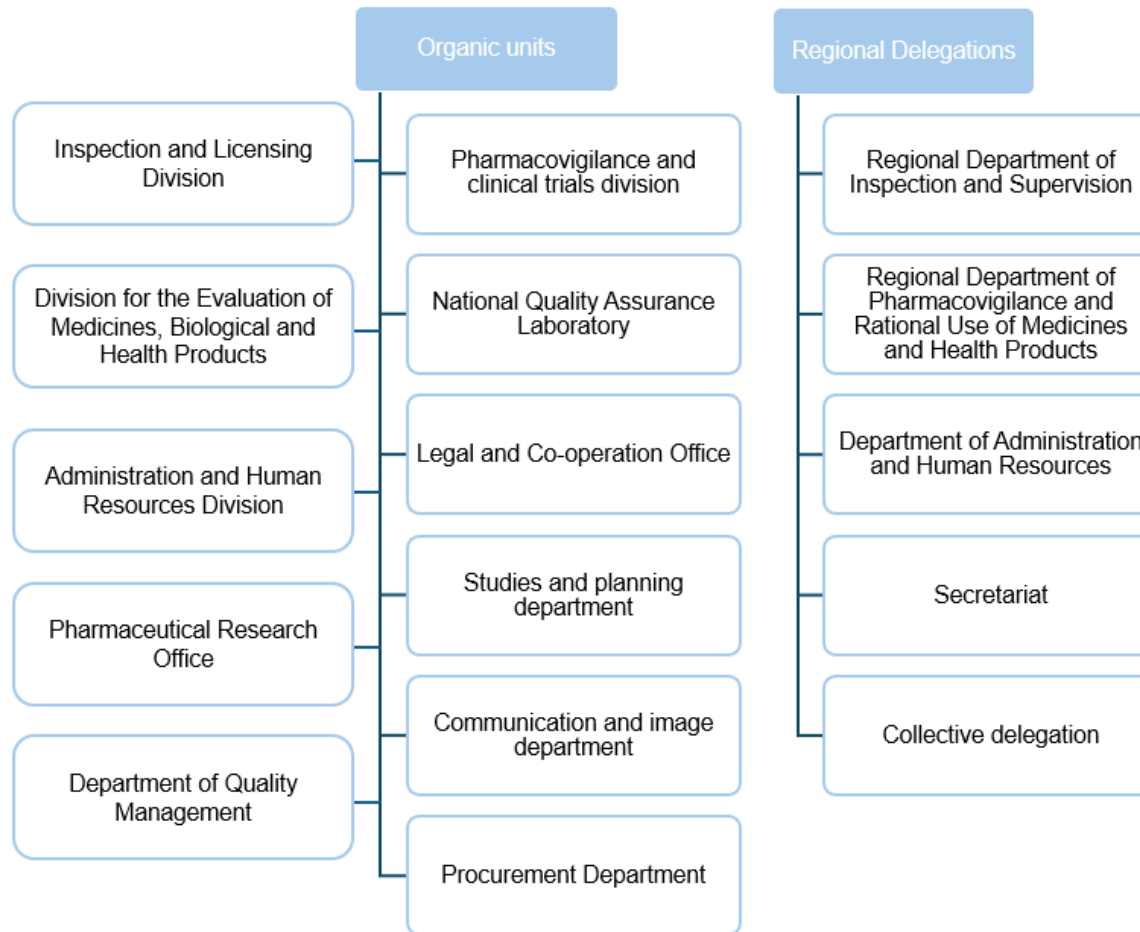 Organic units
Regional Delegations
Inspection and Licensing
Division
Division for the Evaluation of
Medicines, Biological and
Health Products
Administration and Human
Resources Division
Pharmaceutical Research
Office
Department of Quality
Management
Pharmacovigilance and
clinical trials division
National Quality Assurance
Laboratory
Legal and Co-operation Office
Studies and planning
department
Communication and image
department
Procurement Department
Regional Department of
Inspection and Supervision
Regional Department of
Pharmacovigilance and
Rational Use of Medicines
and Health Products
Department of Administration
and Human Resources
Secretariat
Collective delegation